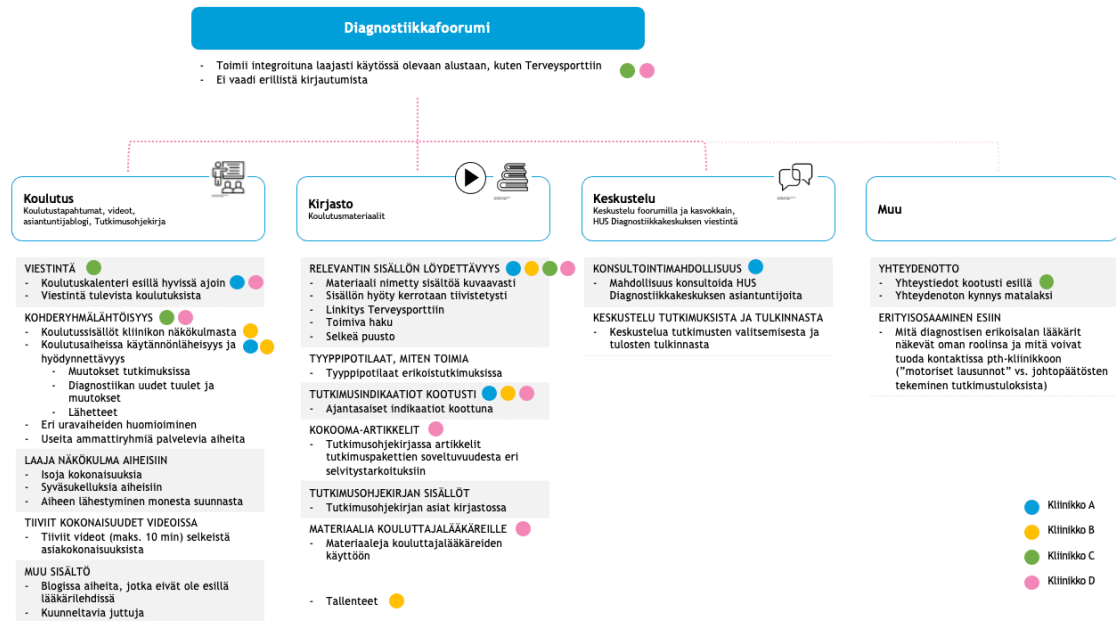 Diagnostiikkafoorumi
- Toimii integroituna laajasti käytössä olevaan alustaan, kuten Terveysporttiin
- Ei vaadi erillistä kirjautumista
Koulutus
Koulutustapahtumat, videot,
asiantuntijablogi, Tutkimusohjekirja
VIESTINTÄ
- Koulutuskalenteri esillä hyvissä ajoin
- Viestintä tulevista koulutuksista
KOHDERYHMÄLÄHTÖISYYS
- Koulutussisällöt kliinikon näkökulmasta
- Koulutusaiheissa käytännönläheisyys ja
hyödynnettävyys
- Muutokset tutkimuksissa
- Diagnostiikan uudet tuulet ja
muutokset
- Lähetteet
- Eri uravaiheiden huomioiminen
- Useita ammattiryhmiä palvelevia aiheita
LAAJA NÄKÖKULMA AIHEISIIN
- Isoja kokonaisuuksia
- Syväsukelluksia aiheisiin
- Aiheen lähestyminen monesta suunnasta
TIIVIIT KOKONAISUUDET VIDEOISSA
- Tiiviit videot (maks. 10 min) selkeistä
asiakokonaisuuksista
MUU SISÄLTÖ
- Blogissa aiheita, jotka eivät ole esillä
lääkärilehdissä
- Kuunneltavia juttuja
Kirjasto
Koulutusmateriaalit
RELEVANTIN SISÄLLÖN LÖYDETTÄVYYS
- Materiaali nimetty sisältöä kuvaavasti
- Sisällön hyöty kerrotaan tiivistetysti
- Linkitys Terveysporttiin
- Toimiva haku
- Selkeä puusto
TYYPPIPOTILAAT, MITEN TOIMIA
- Tyyppipotilaat erikoistutkimuksissa
TUTKIMUSINDIKAATIOT KOOTUSTI
- Ajantasaiset indikaatiot koottuna
KOKOOMA-ARTIKKELIT
- Tutkimusohjekirjassa artikkelit
tutkimuspakettien soveltuvuudesta eri
selvitystarkoituksiin
TUTKIMUSOHJEKIRJAN SISÄLLÖT
- Tutkimusohjekirjan asiat kirjastossa
MATERIAALIA KOULUTTAJALÄÄKÄREILLE
- Materiaaleja kouluttajalääkäreiden
käyttöön
- Tallenteet
Keskustelu
Keskustelu foorumilla ja kasvokkain,
HUS Diagnostiikkakeskuksen viestintä
KONSULTOINTIMAHDOLLISUUS
- Mahdollisuus konsultoida HUS
Diagnostiikkakeskuksen asiantuntijoita
KESKUSTELU TUTKIMUKSISTA JA TULKINNASTA
- Keskustelua tutkimusten valitsemisesta ja
tulosten tulkinnasta
Muu
YHTEYDENOTTO
- Yhteystiedot kootusti esillä
- Yhteydenoton kynnys matalaksi
ERITYISOSAAMINEN ESIIN
- Mitä diagnostisen erikoisalan lääkärit
näkevät oman roolinsa ja mitä voivat
tuoda kontaktissa pth-kliinikkoon
(”motoriset lausunnot” vs. johtopäätösten
tekeminen tutkimustuloksista)
Kliinikko A
Kliinikko B
Kliinikko C
Kliinikko D